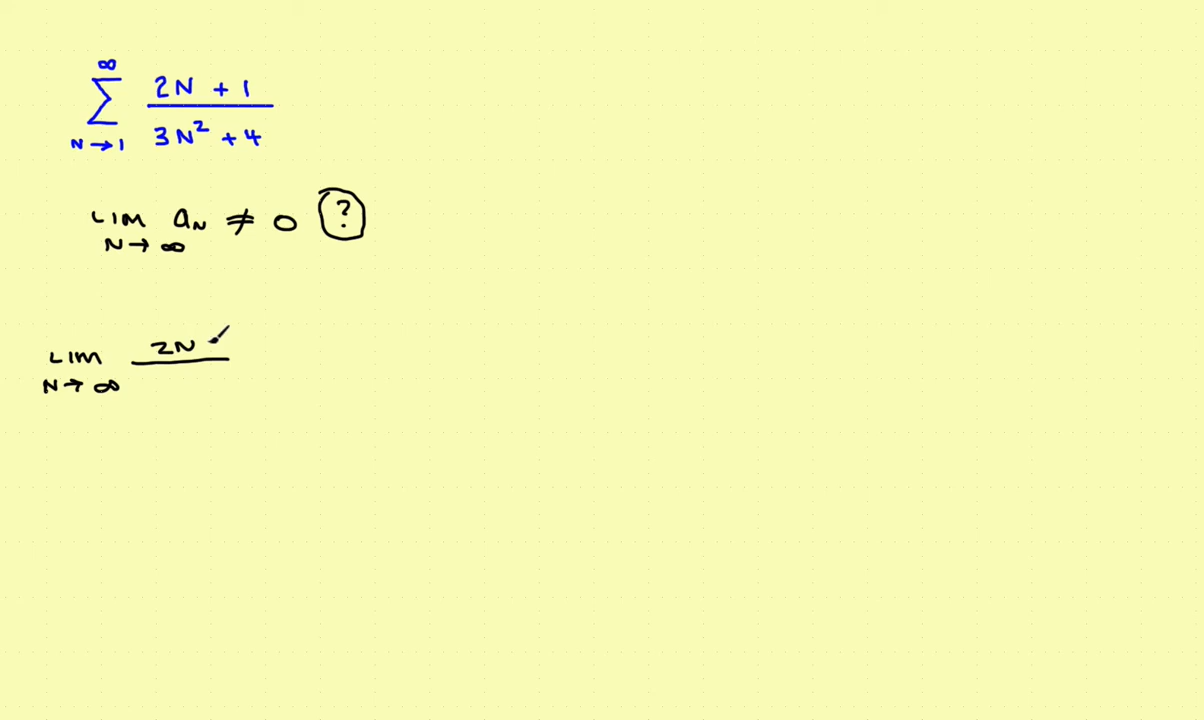 ∞
∑ 2N + 1
N → 1 3N² + 4
LIM aN ≠ 0 ?
N → ∞
LIM 2N
N → ∞